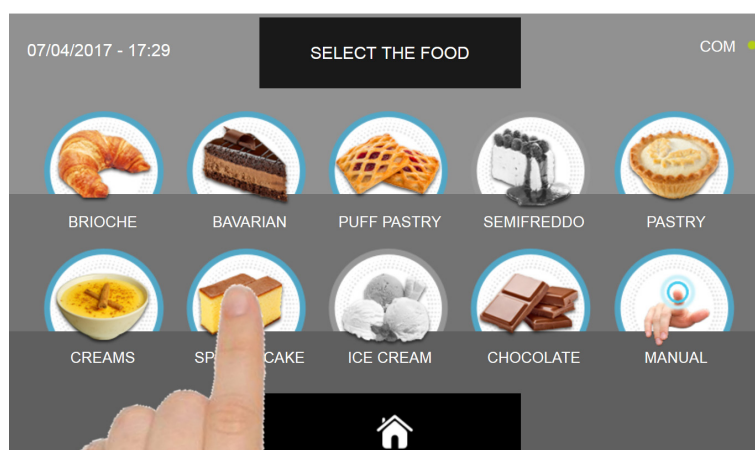 07/04/2017 - 17:29
SELECT THE FOOD
COM
BRIOCHE
BAVARIAN
PUFF PASTRY
SEMIFREDDO
PASTRY
CREAMS
CAKE
ICE CREAM
CHOCOLATE
MANUAL